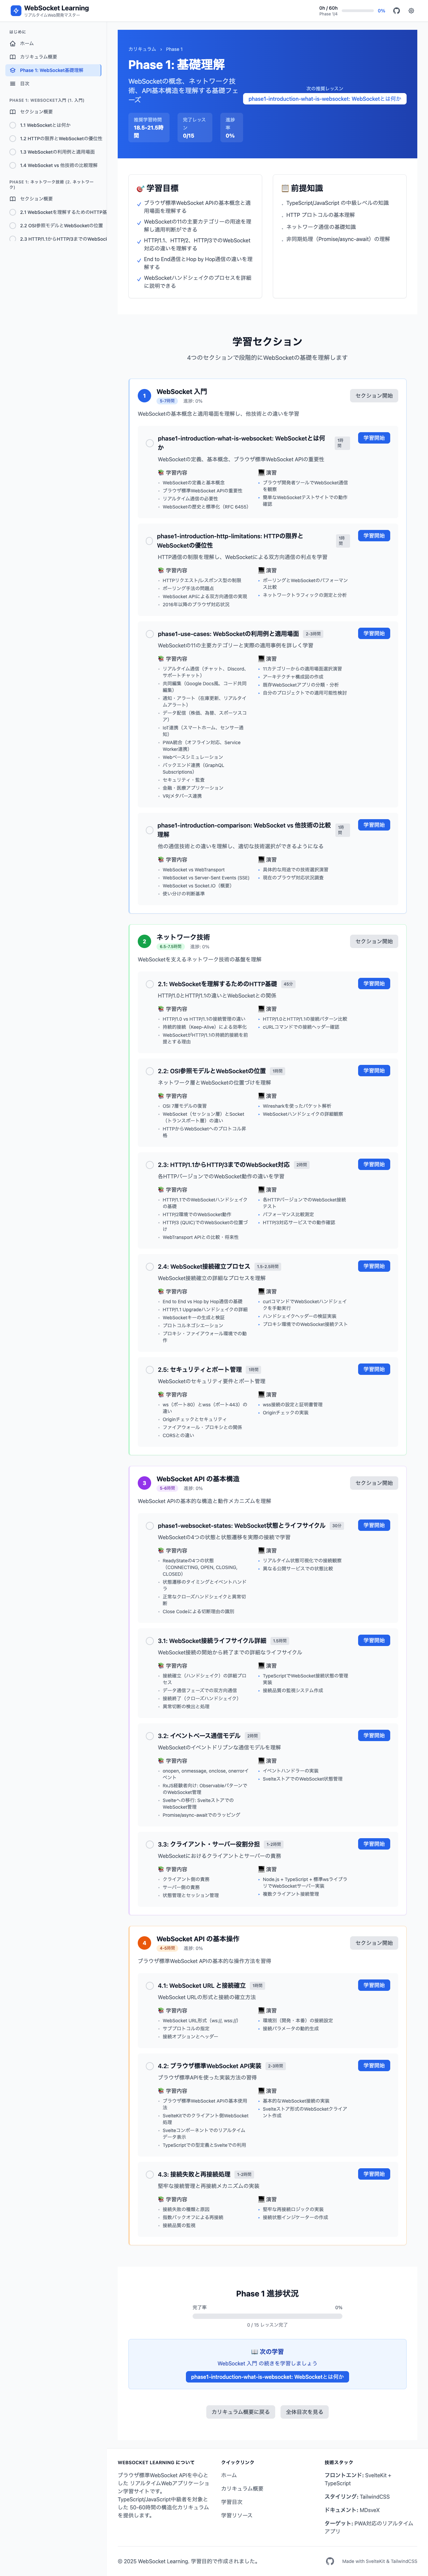 WebSocket Learning
リアルタイムWeb開発マスター
0h / 60h
Phase 1/4
0%
はじめに
ホーム
カリキュラム概要
Phase 1: WebSocket基礎理解
目次
PHASE 1: WEBSOCKET入門 (1. 入門)
セクション概要
1.1 WebSocketとは何か
1.2 HTTPの限界とWebSocketの優位性
1.3 WebSocketの利用例と適用場面
1.4 WebSocket vs 他技術の比較理解
PHASE 1: ネットワーク技術 (2. ネットワーク)
セクション概要
2.1 WebSocketを理解するためのHTTP基
2.2 OSI参照モデルとWebSocketの位置
2.3 HTTP/1.1からHTTP/3までのWebSocl
カリキュラム › Phase 1
Phase 1: 基礎理解
WebSocketの概念、ネットワーク技術、API基本構造を理解する基礎フェーズ
推奨学習時間
18.5-21.5時間
完了レッスン
0/15
進捗率
0%
次の推奨レッスン
phase1-introduction-what-is-websocket: WebSocketとは何か
🎯 学習目標
ブラウザ標準WebSocket APIの基本概念と適用場面を理解する
WebSocketの11の主要カテゴリーの用途を理解し適用判断ができる
HTTP/1.1、HTTP/2、HTTP/3でのWebSocket対応の違いを理解する
End to End通信とHop by Hop通信の違いを理解する
WebSocketハンドシェイクのプロセスを詳細に説明できる
📋 前提知識
TypeScript/JavaScript の中級レベルの知識
HTTP プロトコルの基本理解
ネットワーク通信の基礎知識
非同期処理（Promise/async-await）の理解
学習セクション
4つのセクションで段階的にWebSocketの基礎を理解します
1
WebSocket 入門
進捗: 0%
セクション開始
WebSocketの基本概念と適用場面を理解し、他技術との違いを学習
phase1-introduction-what-is-websocket: WebSocketとは何か
1時間
学習開始
WebSocketの定義、基本概念、ブラウザ標準WebSocket APIの重要性
📚 学習内容
WebSocketの定義と基本概念
ブラウザ標準WebSocket APIの重要性
リアルタイム通信の必要性
WebSocketの歴史と標準化（RFC 6455）
💻 演習
ブラウザ開発者ツールでWebSocket通信を観察
簡単なWebSocketテストサイトでの動作確認
phase1-introduction-http-limitations: HTTPの限界とWebSocketの優位性
1時間
学習開始
HTTP通信の制限を理解し、WebSocketによる双方向通信の利点を学習
📚 学習内容
HTTPリクエスト/レスポンス型の制限
ポーリング手法の問題点
WebSocket APIによる双方向通信の実現
2016年以降のブラウザ対応状況
💻 演習
ポーリングとWebSocketのパフォーマンス比較
ネットワークトラフィックの測定と分析
phase1-use-cases: WebSocketの利用例と適用場面
2-3時間
学習開始
WebSocketの11の主要カテゴリーと実際の適用事例を詳しく学習
📚 学習内容
リアルタイム通信（チャット、Discord、サポートチャット）
共同編集（Google Docs風、コード共同編集）
通知・アラート（在庫更新、リアルタイムアラート）
データ配信（株価、為替、スポーツスコア）
IoT連携（スマートホーム、センサー通知）
PWA統合（オフライン対応、Service Worker連携）
Webベースシミュレーション
バックエンド連携（GraphQL Subscriptions）
セキュリティ・監査
金融・医療アプリケーション
VR/メタバース連携
💻 演習
11カテゴリーからの適用場面選択演習
アーキテクチャ構成図の作成
既存WebSocketアプリの分類・分析
自分のプロジェクトでの適用可能性検討
phase1-introduction-comparison: WebSocket vs 他技術の比較理解
1時間
学習開始
他の通信技術との違いを理解し、適切な技術選択ができるようになる
📚 学習内容
WebSocket vs WebTransport
WebSocket vs Server-Sent Events (SSE)
WebSocket vs Socket.IO（概要）
使い分けの判断基準
💻 演習
具体的な用途での技術選択演習
現在のブラウザ対応状況調査
2
ネットワーク技術
6.5-7.5時間
進捗: 0%
セクション開始
WebSocketを支えるネットワーク技術の基盤を理解
2.1: WebSocketを理解するためのHTTP基礎
45分
学習開始
HTTP/1.0とHTTP/1.1の違いとWebSocketとの関係
📚 学習内容
HTTP/1.0 vs HTTP/1.1の接続管理の違い
持続的接続（Keep-Alive）による効率化
WebSocketがHTTP/1.1の持続的接続を前提とする理由
💻 演習
HTTP/1.0とHTTP/1.1の接続パターン比較
cURLコマンドでの接続ヘッダー確認
2.2: OSI参照モデルとWebSocketの位置
1時間
学習開始
ネットワーク層とWebSocketの位置づけを理解
📚 学習内容
OSI 7層モデルの復習
WebSocket（セッション層）とSocket（トランスポート層）の違い
HTTPからWebSocketへのプロトコル昇格
💻 演習
Wiresharkを使ったパケット解析
WebSocketハンドシェイクの詳細観察
2.3: HTTP/1.1からHTTP/3までのWebSocket対応
2時間
学習開始
各HTTPバージョンでのWebSocket動作の違いを学習
📚 学習内容
HTTP/1.1でのWebSocketハンドシェイクの基礎
HTTP/2環境でのWebSocket動作
HTTP/3 (QUIC)でのWebSocketの位置づけ
WebTransport APIとの比較・将来性
💻 演習
各HTTPバージョンでのWebSocket接続テスト
パフォーマンス比較測定
HTTP/3対応サービスでの動作確認
2.4: WebSocket接続確立プロセス
1.5-2.5時間
学習開始
WebSocket接続確立の詳細なプロセスを理解
📚 学習内容
End to End vs Hop by Hop通信の基礎
HTTP/1.1 Upgradeハンドシェイクの詳細
WebSocketキーの生成と検証
プロトコルネゴシエーション
プロキシ・ファイアウォール環境での動作
💻 演習
curlコマンドでWebSocketハンドシェイクを手動実行
ハンドシェイクヘッダーの検証実装
プロキシ環境でのWebSocket接続テスト
2.5: セキュリティとポート管理
1時間
学習開始
WebSocketのセキュリティ要件とポート管理
📚 学習内容
ws（ポート80）とwss（ポート443）の違い
Originチェックとセキュリティ
ファイアウォール・プロキシとの関係
CORSとの違い
💻 演習
wss接続の設定と証明書管理
Originチェックの実装
3
WebSocket API の基本構造
5-6時間
進捗: 0%
セクション開始
WebSocket APIの基本的な構造と動作メカニズムを理解
phase1-websocket-states: WebSocket状態とライフサイクル
30分
学習開始
WebSocketの4つの状態と状態遷移を実際の接続で学習
📚 学習内容
ReadyStateの4つの状態（CONNECTING, OPEN, CLOSING, CLOSED）
状態遷移のタイミングとイベントハンドラ
正常なクローズハンドシェイクと異常切断
Close Codeによる切断理由の識別
💻 演習
リアルタイム状態可視化での接続観察
異なる公開サービスでの状態比較
3.1: WebSocket接続ライフサイクル詳細
1.5時間
学習開始
WebSocket接続の開始から終了までの詳細なライフサイクル
📚 学習内容
接続確立（ハンドシェイク）の詳細プロセス
データ通信フェーズでの双方向通信
接続終了（クローズハンドシェイク）
異常切断の検出と処理
💻 演習
TypeScriptでWebSocket接続状態の管理実装
接続品質の監視システム作成
3.2: イベントベース通信モデル
2時間
学習開始
WebSocketのイベントドリブンな通信モデルを理解
📚 学習内容
onopen, onmessage, onclose, onerrorイベント
RxJS経験者向け: ObservableパターンでのWebSocket管理
Svelteへの移行: SvelteストアでのWebSocket管理
Promise/async-awaitでのラッピング
💻 演習
イベントハンドラーの実装
SvelteストアでのWebSocket状態管理
3.3: クライアント・サーバー役割分担
1-2時間
学習開始
WebSocketにおけるクライアントとサーバーの責務
📚 学習内容
クライアント側の責務
サーバー側の責務
状態管理とセッション管理
💻 演習
Node.js + TypeScript + 標準wsライブラリでWebSocketサーバー実装
複数クライアント接続管理
4
WebSocket API の基本操作
4-5時間
進捗: 0%
セクション開始
ブラウザ標準WebSocket APIの基本的な操作方法を習得
4.1: WebSocket URL と接続確立
1時間
学習開始
WebSocket URLの形式と接続の確立方法
📚 学習内容
WebSocket URL形式（ws://, wss://）
サブプロトコルの指定
接続オプションとヘッダー
💻 演習
環境別（開発・本番）の接続設定
接続パラメータの動的生成
4.2: ブラウザ標準WebSocket API実装
2-3時間
学習開始
ブラウザ標準APIを使った実装方法の習得
📚 学習内容
ブラウザ標準WebSocket APIの基本使用法
SvelteKitでのクライアント側WebSocket処理
Svelteコンポーネントでのリアルタイムデータ表示
TypeScriptでの型定義とSvelteでの利用
💻 演習
基本的なWebSocket接続の実装
Svelteストア形式のWebSocketクライアント作成
4.3: 接続失敗と再接続処理
1-2時間
学習開始
堅牢な接続管理と再接続メカニズムの実装
📚 学習内容
接続失敗の種類と原因
指数バックオフによる再接続
接続品質の監視
💻 演習
堅牢な再接続ロジックの実装
接続状態インジケーターの作成
Phase 1 進捗状況
完了率
0%
0 / 15 レッスン完了
📖 次の学習
WebSocket 入門 の続きを学習しましょう
phase1-introduction-what-is-websocket: WebSocketとは何か
カリキュラム概要に戻る
全体目次を見る
WEBSOCKET LEARNING について
ブラウザ標準WebSocket APIを中心とした リアルタイムWebアプリケーション学習サイトです。 TypeScript/JavaScript中級者を対象とした 50-60時間の構造化カリキュラムを提供します。
クイックリンク
ホーム
カリキュラム概要
学習目次
学習リソース
技術スタック
フロントエンド: SvelteKit + TypeScript
スタイリング: TailwindCSS
ドキュメント: MDsveX
ターゲット: PWA対応のリアルタイムアプリ
© 2025 WebSocket Learning. 学習目的で作成されました。
Made with SvelteKit & TailwindCSS